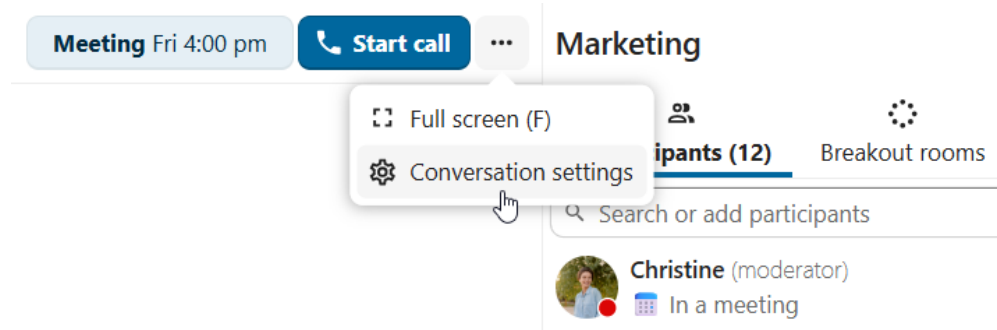 Meeting Fri 4:00 pm
Start call
Marketing
Full screen (F)
Conversation settings
ipants (12)
Breakout rooms
Search or add participants
Christine (moderator)
In a meeting